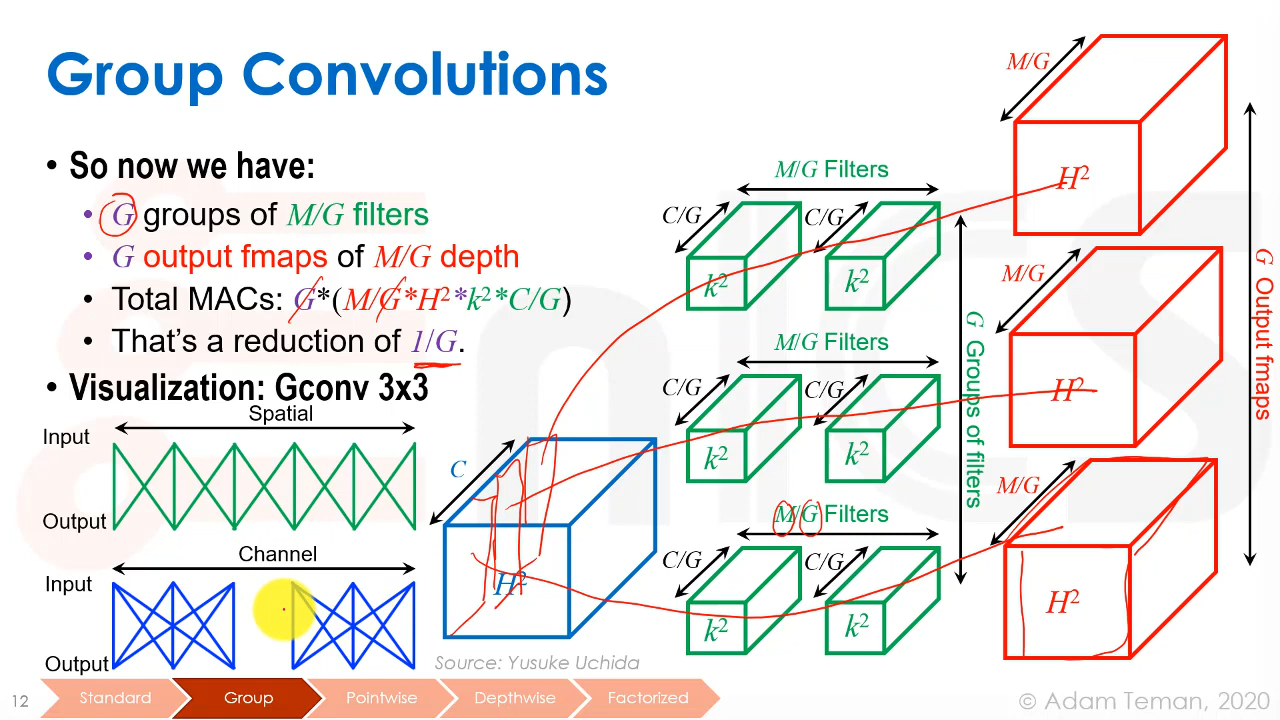 Group Convolutions
• So now we have:
• G groups of M/G filters
• G output fmaps of M/G depth
• Total MACs: G*(M/G*H²*k²*C/G)
• That's a reduction of 1/G.
• Visualization: Gconv 3x3
Spatial
Input
Output
Channel
Input
Output
C
H²
M/G Filters
C/G
C/G
k²
k²
M/G Filters
C/G
C/G
k²
k²
M/G Filters
C/G
C/G
k²
k²
G Groups of filters
M/G
H²
M/G
H²
M/G
H²
G Output fmaps
Source: Yusuke Uchida
12
Standard
Group
Pointwise
Depthwise
Factorized
© Adam Teman, 2020